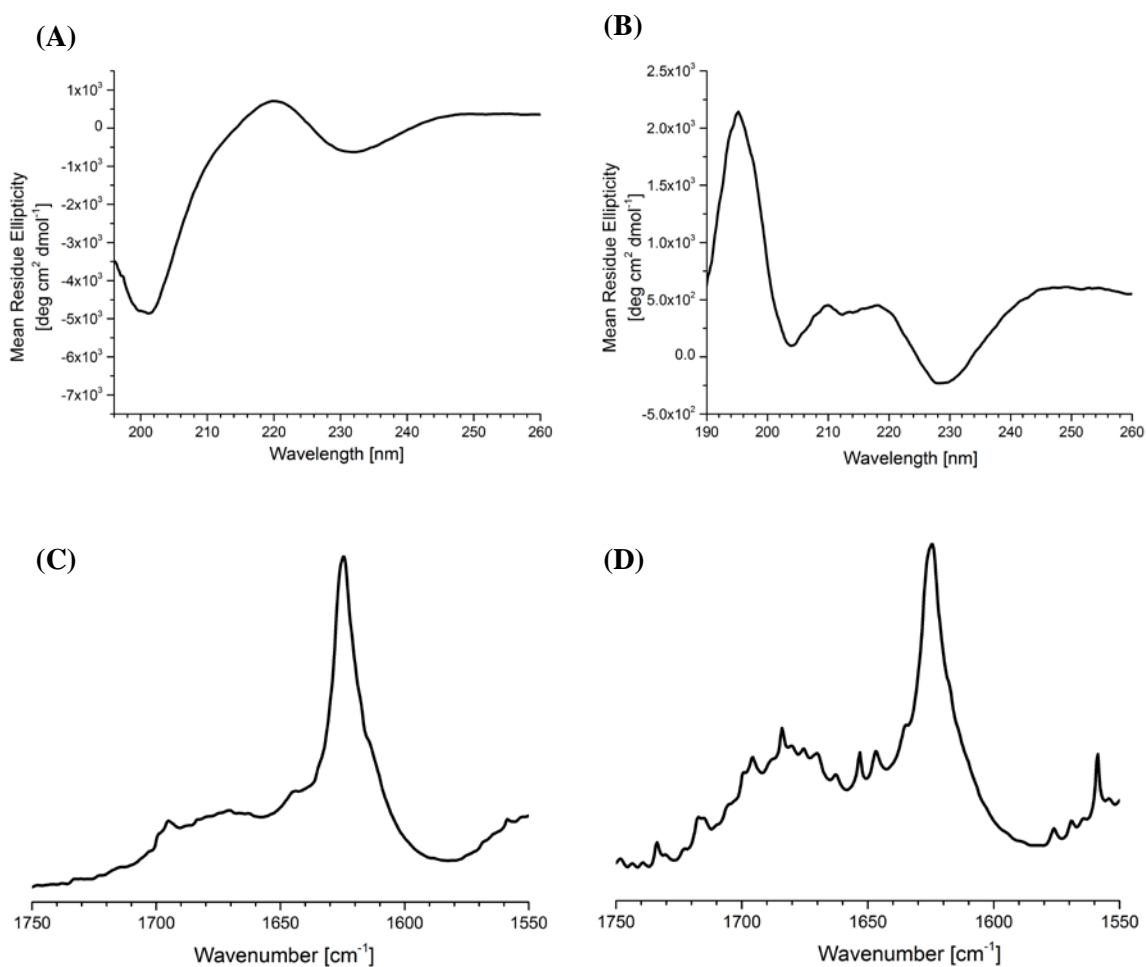 (A)
1x10³
0
-1x10³
-2x10³
-3x10³
-4x10³
-5x10³
-6x10³
-7x10³
Mean Residue Ellipticity
[deg cm² dmol⁻¹]
200 210 220 230 240 250 260
Wavelength [nm]
(B)
2.5x10³
2.0x10³
1.5x10³
1.0x10³
5.0x10²
0.0
-5.0x10²
Mean Residue Ellipticity
[deg cm² dmol⁻¹]
190 200 210 220 230 240 250 260
Wavelength [nm]
(C)
1750 1700 1650 1600 1550
Wavenumber [cm⁻¹]
(D)
1750 1700 1650 1600 1550
Wavenumber [cm⁻¹]